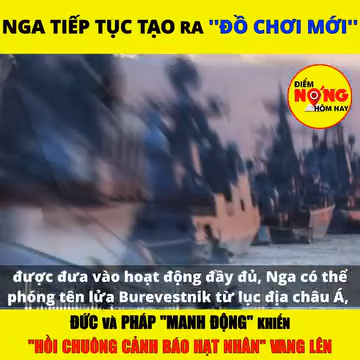 NGA TIẾP TỤC TẠO RA "ĐỒ CHƠI MỚI"
ĐIỂM
NÓNG
HÔM NAY
được đưa vào hoạt động đầy đủ, Nga có thể
phóng tên lửa Burevestnik từ lục địa châu Á,
ĐỨC VÀ PHÁP "MANH ĐỘNG" KHIẾN
"HỒI CHUÔNG CẢNH BÁO HẠT NHÂN" VANG LÊN